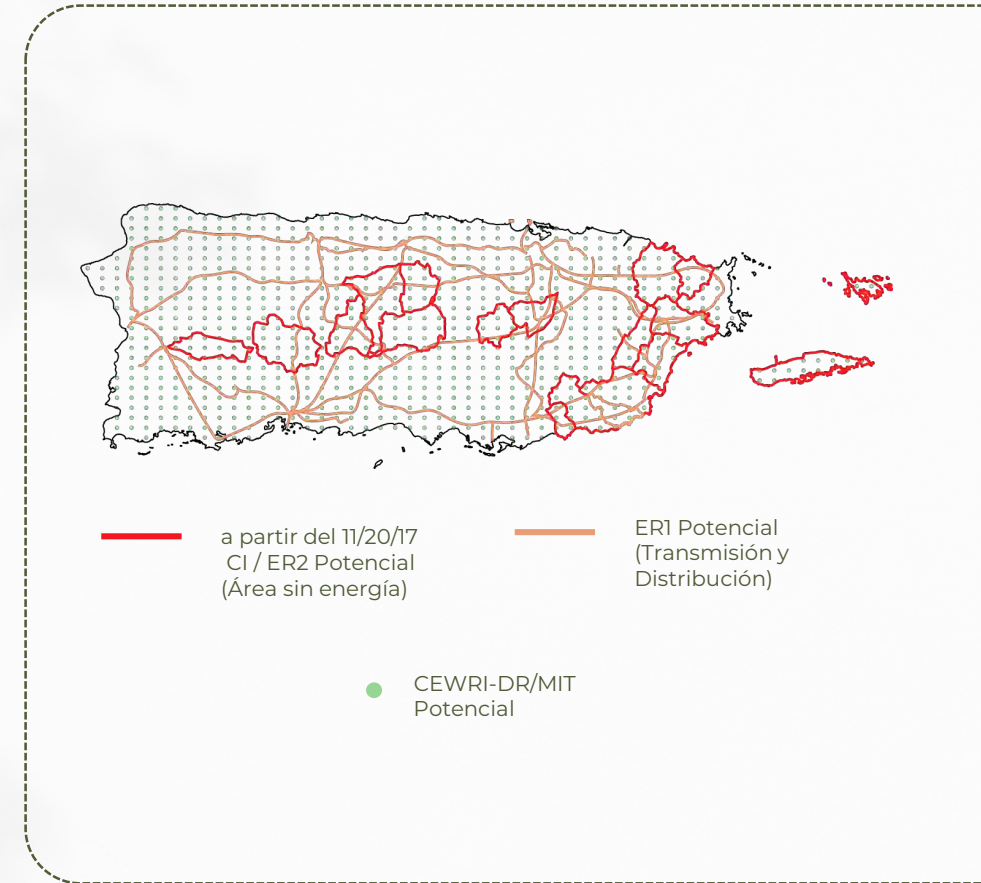 a partir del 11/20/17
CI / ER2 Potencial
(Área sin energía)
ER1 Potencial
(Transmisión y
Distribución)
CEWRI-DR/MIT
Potencial